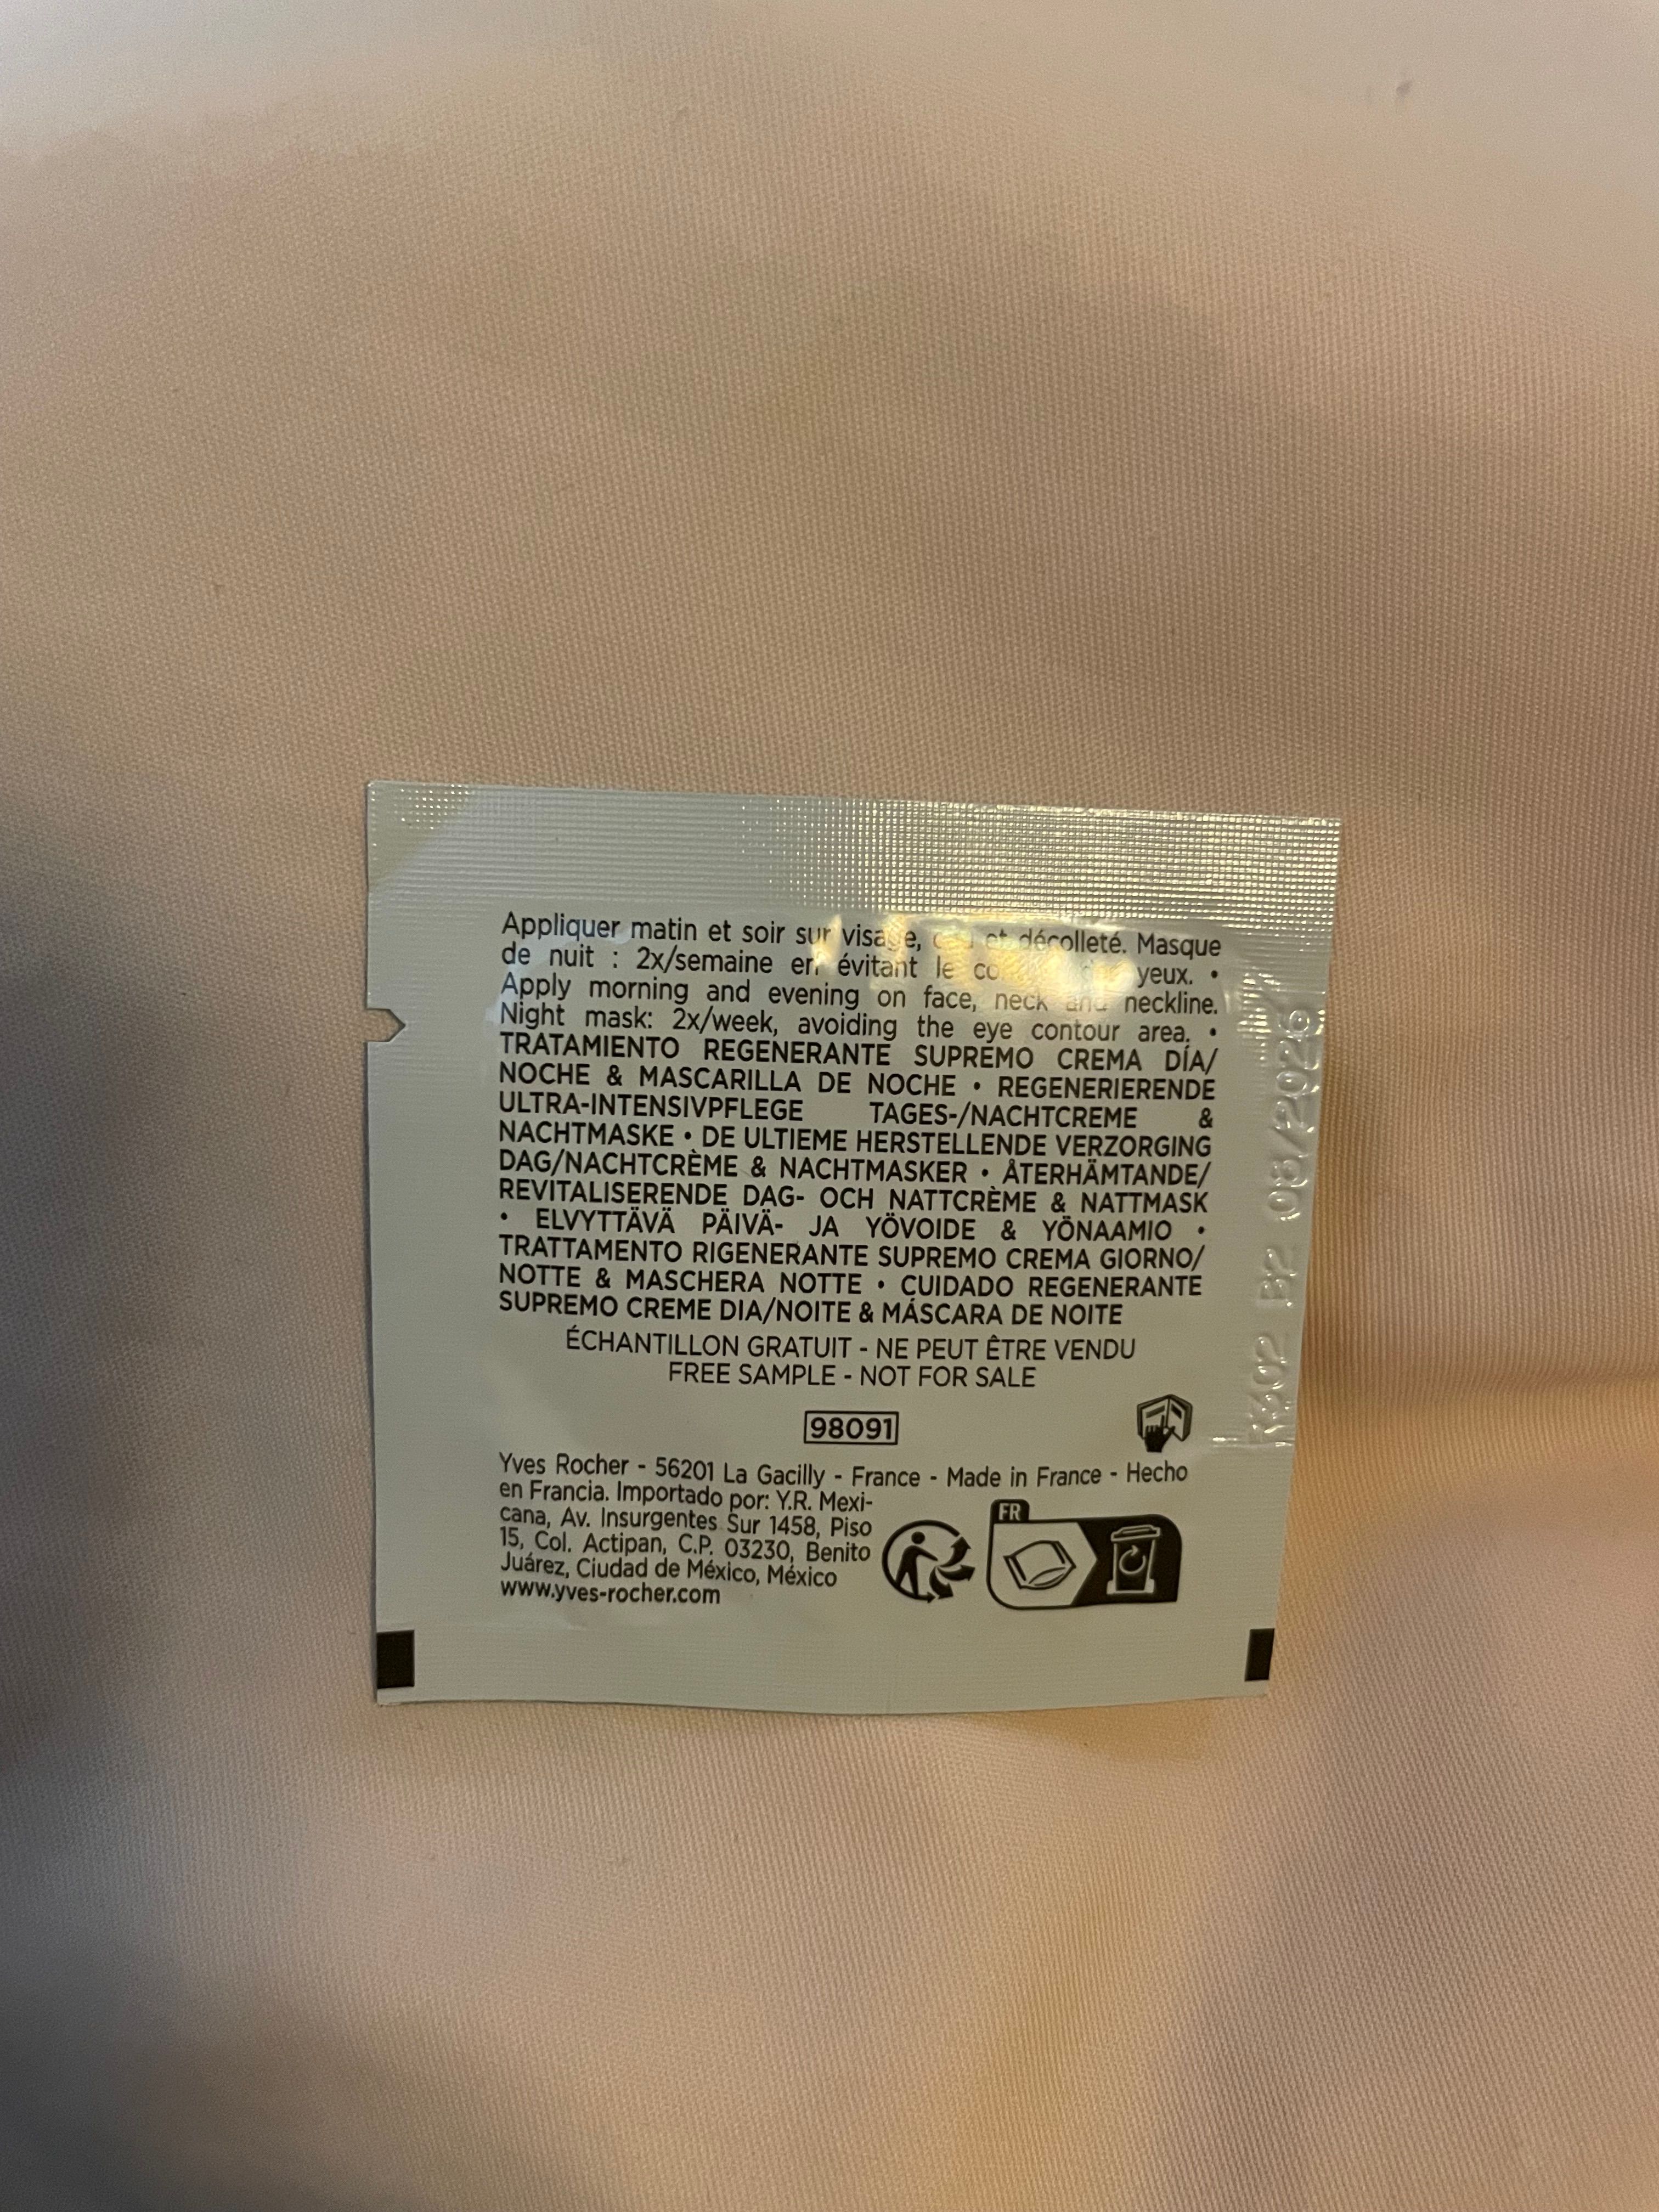 Appliquer matin et soir sur visage, et décolleté. Masque
de nuit : 2x/semaine en évitant le yeux. •
Apply morning and evening on face, neck and neckline.
Night mask: 2x/week, avoiding the eye contour area. •
TRATAMIENTO REGENERANTE SUPREMO CREMA DÍA/
NOCHE & MASCARILLA DE NOCHE • REGENERIERENDE
ULTRA-INTENSIVPFLEGE TAGES-/NACHTCREME &
NACHTMASKE • DE ULTIEME HERSTELLENDE VERZORGING
DAG/NACHTCRÈME & NACHTMASKER • ÅTERHÄMTANDE/
REVITALISERENDE DAG- OCH NATTCRÈME & NATTMASK
• ELVYTTÄVÄ PÄIVÄ- JA YÖVOIDE & YÖNAAMIO •
TRATTAMENTO RIGENERANTE SUPREMO CREMA GIORNO/
NOTTE & MASCHERA NOTTE • CUIDADO REGENERANTE
SUPREMO CREME DIA/NOITE & MÁSCARA DE NOITE
ÉCHANTILLON GRATUIT - NE PEUT ÊTRE VENDU
FREE SAMPLE - NOT FOR SALE
98091
Yves Rocher - 56201 La Gacilly - France - Made in France - Hecho
en Francia. Importado por: Y.R. Mexi-
cana, Av. Insurgentes Sur 1458, Piso
15, Col. Actipan, C.P. 03230, Benito
Juárez, Ciudad de México, México
www.yves-rocher.com
FR
B2 08/2026